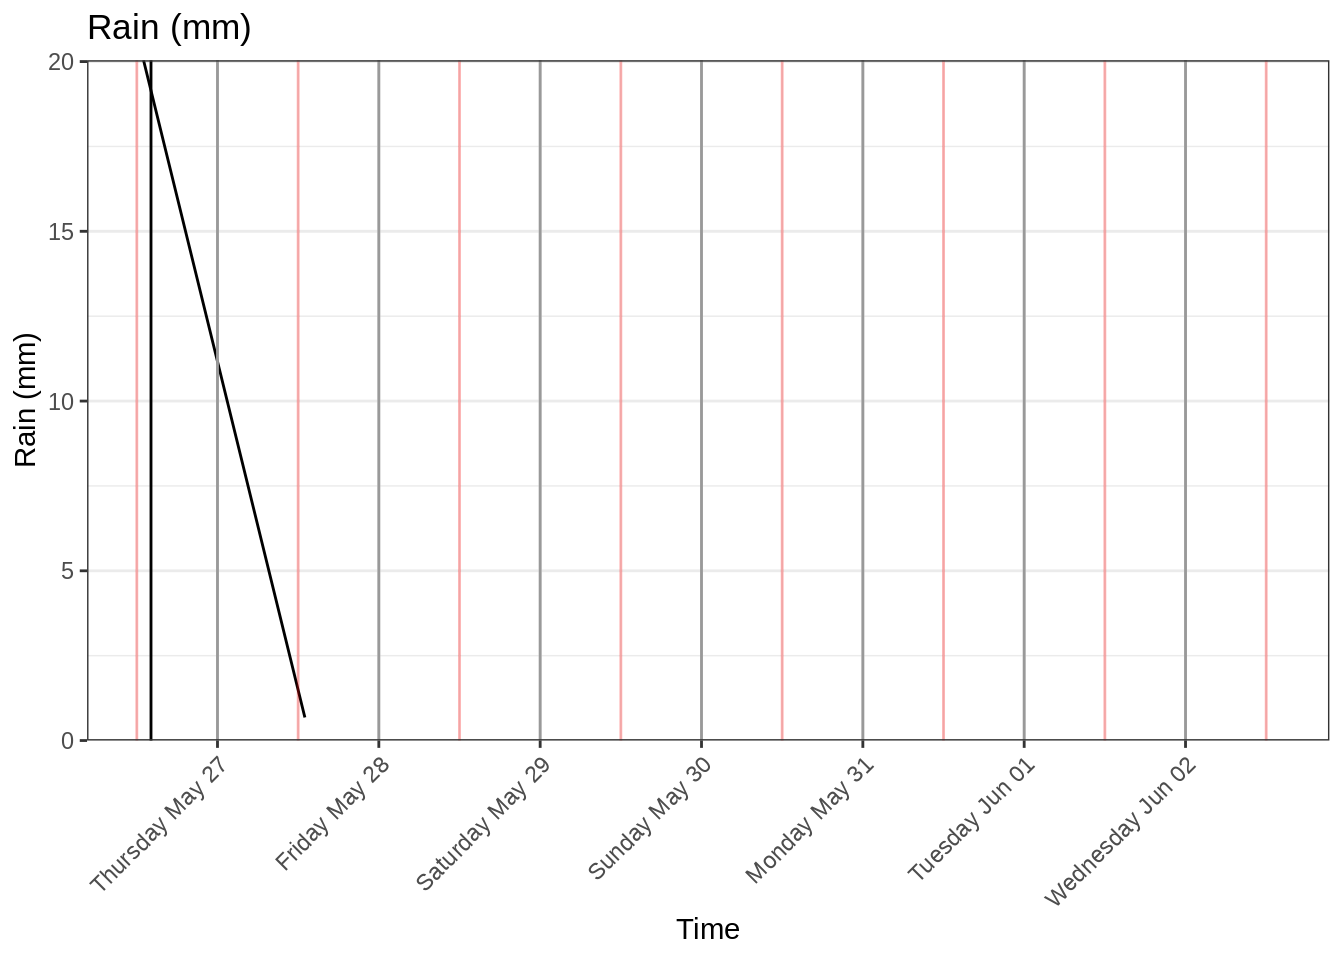 Rain (mm)
20
15
10
5
0
Rain (mm)
Thursday May 27
Friday May 28
Saturday May 29
Sunday May 30
Monday May 31
Tuesday Jun 01
Wednesday Jun 02
Time